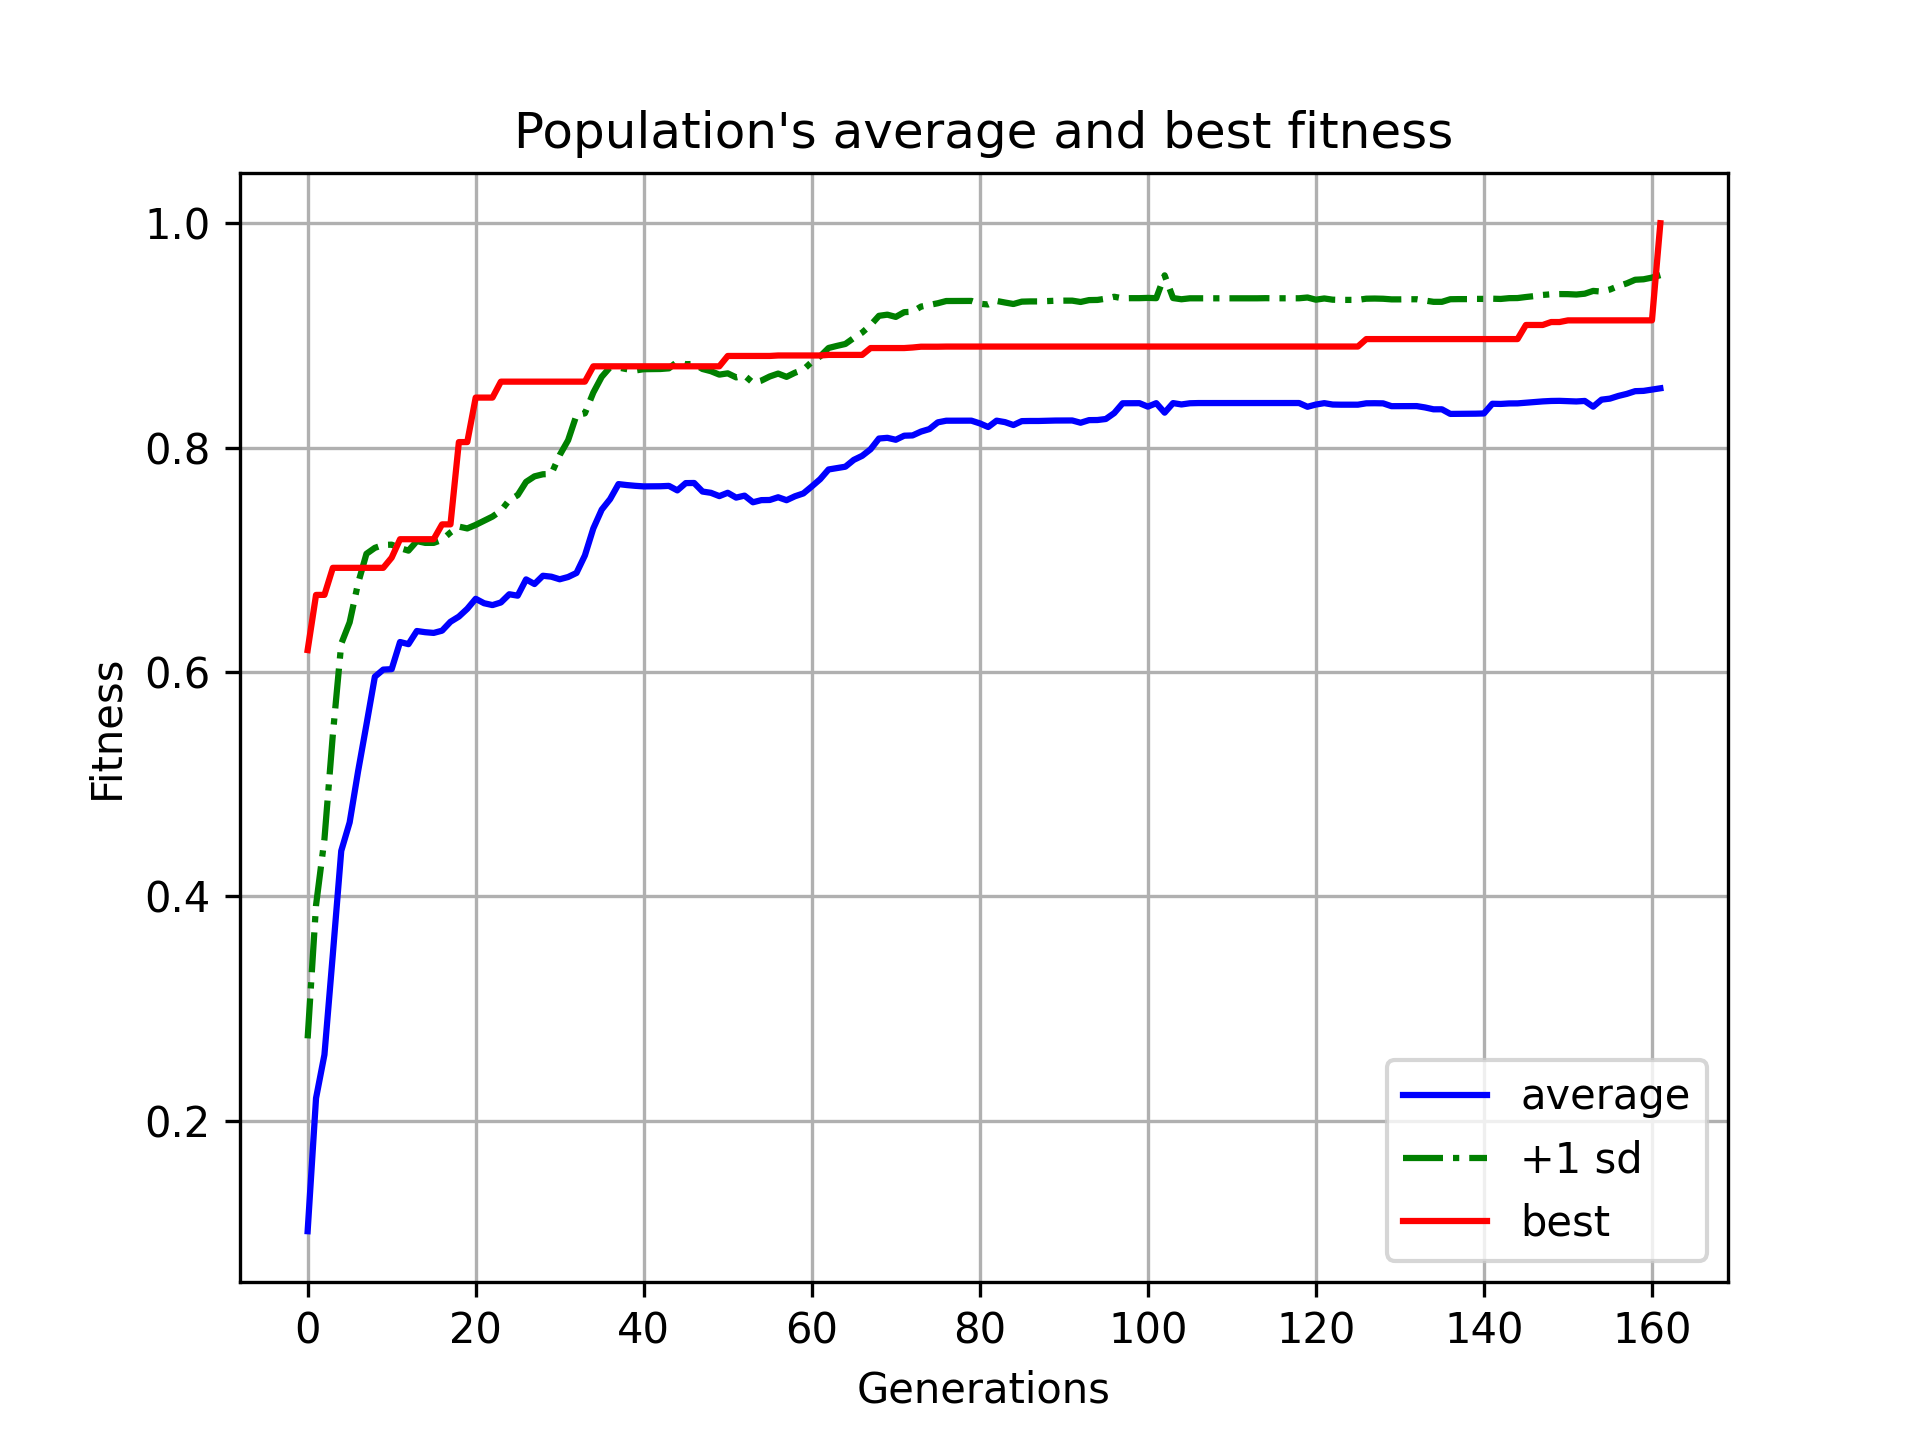 Population's average and best fitness
1.0
0.8
0.6
0.4
0.2
Fitness
average
+1 sd
best
0 20 40 60 80 100 120 140 160
Generations